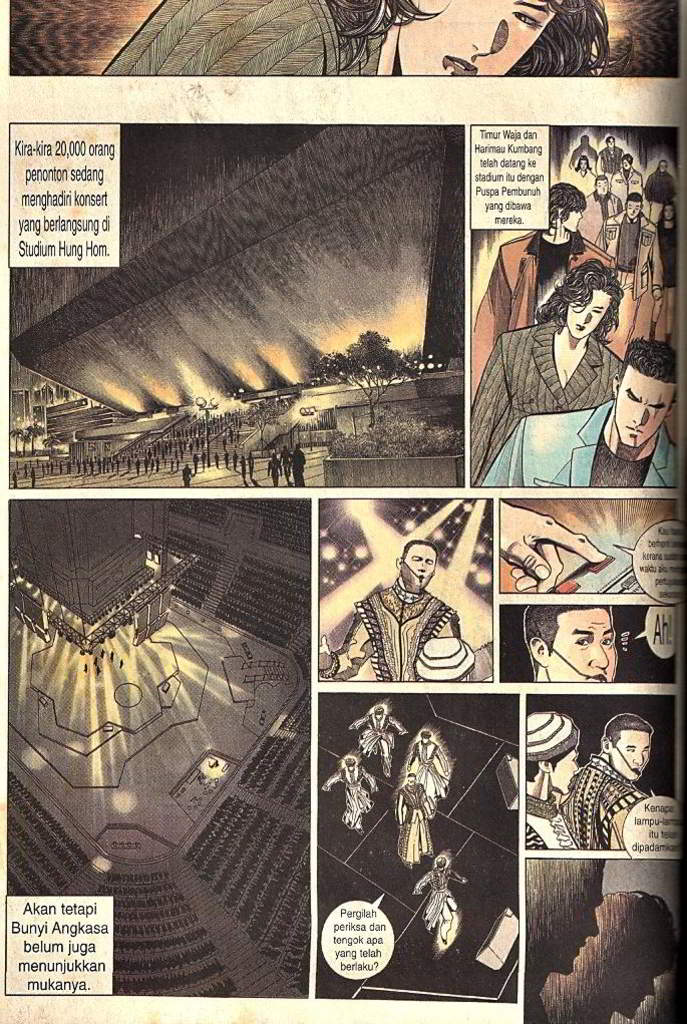 Kira-kira 20,000 orang
penonton sedang
menghadiri konsert
yang berlangsung di
Studium Hung Hom.
Timur Waja dan
Harimau Kumbang
telah datang ke
stadium itu dengan
Puspa Pembunuh
yang dibawa
mereka.
waktu aku
Ah!
Kenapa
lampu-lampu
itu telah
dipadamkan?
Pergilah
periksa dan
tengok apa
yang telah
berlaku?
Akan tetapi
Bunyi Angkasa
belum juga
menunjukkan
mukanya.